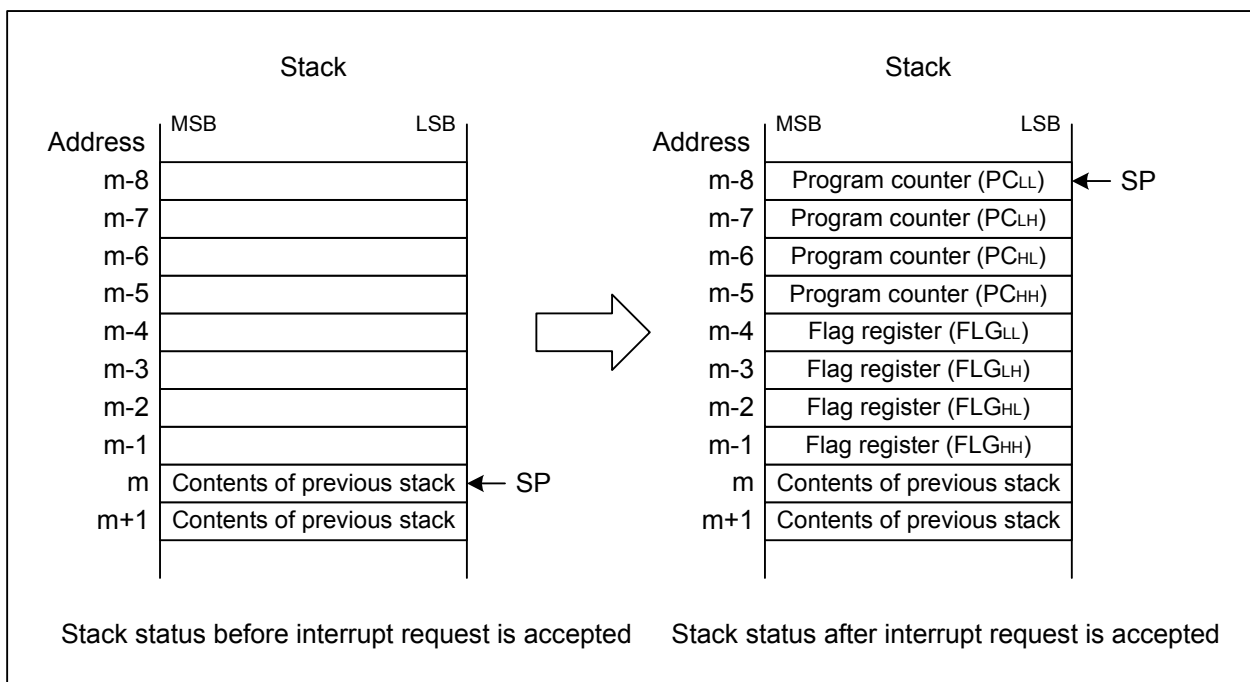 Stack
MSB LSB
Address
m-8
m-7
m-6
m-5
m-4
m-3
m-2
m-1
m Contents of previous stack SP
m+1 Contents of previous stack
Stack status before interrupt request is accepted
Stack
MSB LSB
Address
m-8 Program counter (PCLL) SP
m-7 Program counter (PCLH)
m-6 Program counter (PCHL)
m-5 Program counter (PCHH)
m-4 Flag register (FLGLL)
m-3 Flag register (FLGLH)
m-2 Flag register (FLGHL)
m-1 Flag register (FLGHH)
m Contents of previous stack
m+1 Contents of previous stack
Stack status after interrupt request is accepted